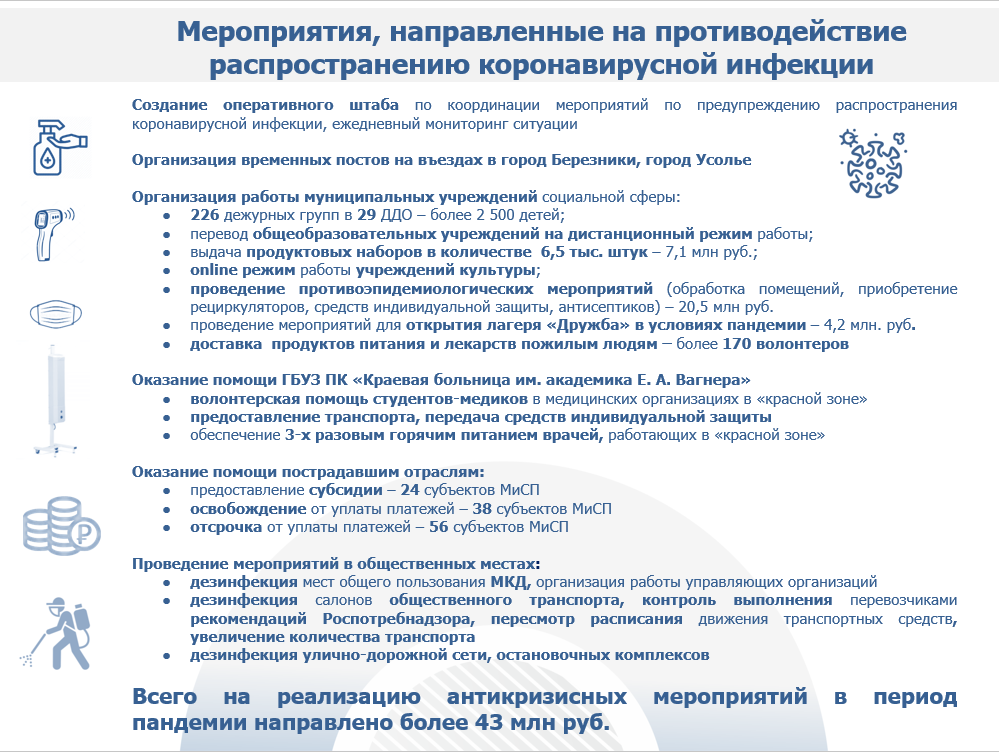 Мероприятия, направленные на противодействие
распространению коронавирусной инфекции
Создание оперативного штаба по координации мероприятий по предупреждению распространения
коронавирусной инфекции, ежедневный мониторинг ситуации
Организация временных постов на въездах в город Березники, город Усолье
Организация работы муниципальных учреждений социальной сферы:
● 226 дежурных групп в 29 ДДО – более 2 500 детей;
● перевод общеобразовательных учреждений на дистанционный режим работы;
● выдача продуктовых наборов в количестве 6,5 тыс. штук – 7,1 млн руб.;
● online режим работы учреждений культуры;
● проведение противоэпидемиологических мероприятий (обработка помещений, приобретение
рециркуляторов, средств индивидуальной защиты, антисептиков) – 20,5 млн руб.
● проведение мероприятий для открытия лагеря «Дружба» в условиях пандемии – 4,2 млн. руб.
● доставка продуктов питания и лекарств пожилым людям – более 170 волонтеров
Оказание помощи ГБУЗ ПК «Краевая больница им. академика Е. А. Вагнера»
● волонтерская помощь студентов-медиков в медицинских организациях в «красной зоне»
● предоставление транспорта, передача средств индивидуальной защиты
● обеспечение 3-х разовым горячим питанием врачей, работающих в «красной зоне»
Оказание помощи пострадавшим отраслям:
● предоставление субсидии – 24 субъектов МиСП
● освобождение от уплаты платежей – 38 субъектов МиСП
● отсрочка от уплаты платежей – 56 субъектов МиСП
Проведение мероприятий в общественных местах:
● дезинфекция мест общего пользования МКД, организация работы управляющих организаций
● дезинфекция салонов общественного транспорта, контроль выполнения перевозчиками
рекомендаций Роспотребнадзора, пересмотр расписания движения транспортных средств,
увеличение количества транспорта
● дезинфекция улично-дорожной сети, остановочных комплексов
Всего на реализацию антикризисных мероприятий в период
пандемии направлено более 43 млн руб.